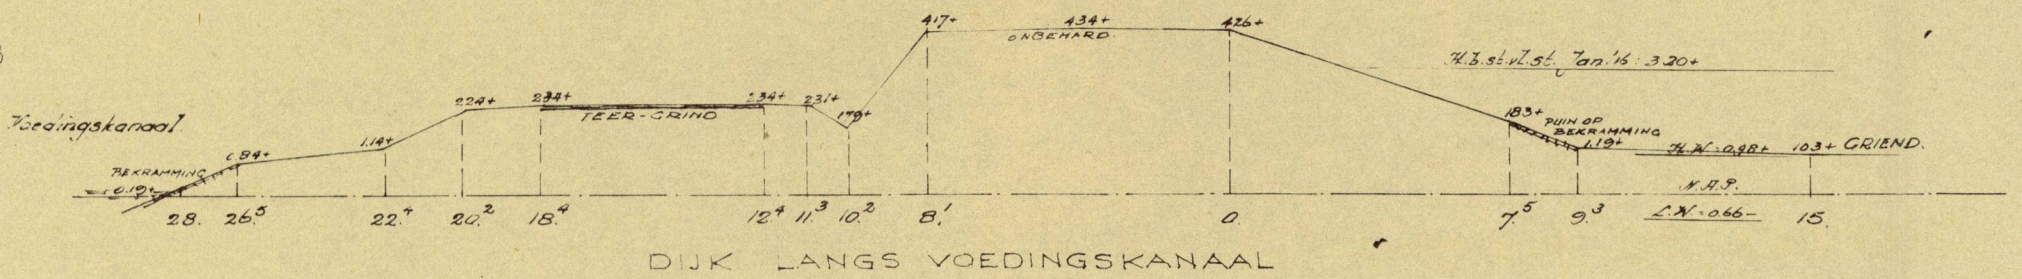 417+ 434+ 426+
ONBEHARD.
H.b.st.v.l.st. Jan.'16: 3.20+
224+ 234+ 234+ 231+
TEER-GRIND
179+
183+
PUIN OP
BEKRAMMING
Voedingskanaal
1.14+
1.19+
H.W=0,98+ 103+ GRIEND.
0.84+
BEKRAMMING
0.19+
N.A.P.
28. 26.5 22.4 20.2 18.4 12.4 11.3 10.2 8.1 0. 7.5 9.3 L.W.=0.66- 15.
DIJK LANGS VOEDINGSKANAAL